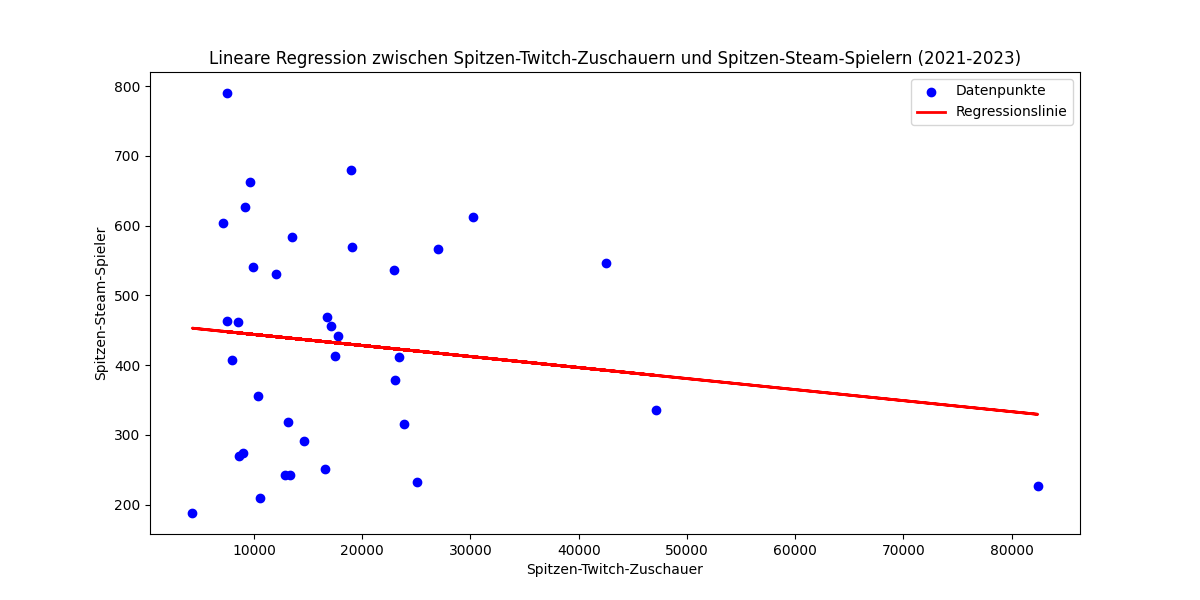 Lineare Regression zwischen Spitzen-Twitch-Zuschauern und Spitzen-Steam-Spielern (2021-2023)
Datenpunkte
Regressionslinie
Spitzen-Steam-Spieler
800
700
600
500
400
300
200
10000 20000 30000 40000 50000 60000 70000 80000
Spitzen-Twitch-Zuschauer